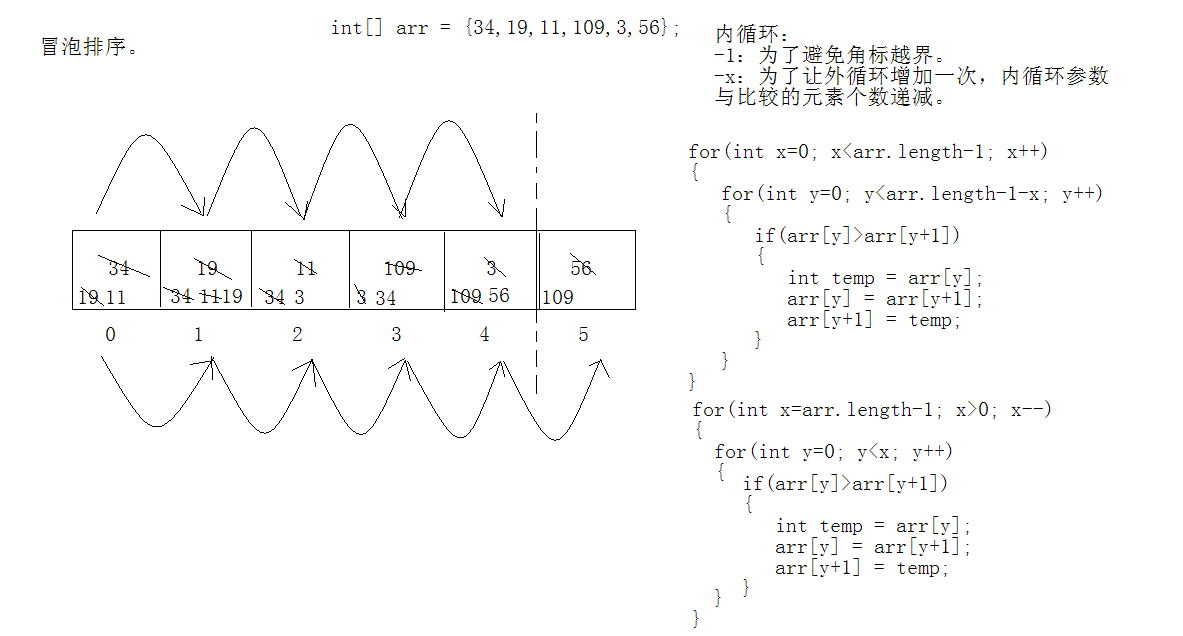 冒泡排序。
int[] arr = {34,19,11,109,3,56};
内循环:
-1: 为了避免角标越界。
-x: 为了让外循环增加一次, 内循环参数
与比较的元素个数递减。
34 19 11 109 3 56
19 11 34 11 19 34 3 3 34 109 56 109
0 1 2 3 4 5
for(int x=0; x<arr.length-1; x++)
{
for(int y=0; y<arr.length-1-x; y++)
{
if(arr[y]>arr[y+1])
{
int temp = arr[y];
arr[y] = arr[y+1];
arr[y+1] = temp;
}
}
}
for(int x=arr.length-1; x>0; x--)
{
for(int y=0; y<x; y++)
{
if(arr[y]>arr[y+1])
{
int temp = arr[y];
arr[y] = arr[y+1];
arr[y+1] = temp;
}
}
}